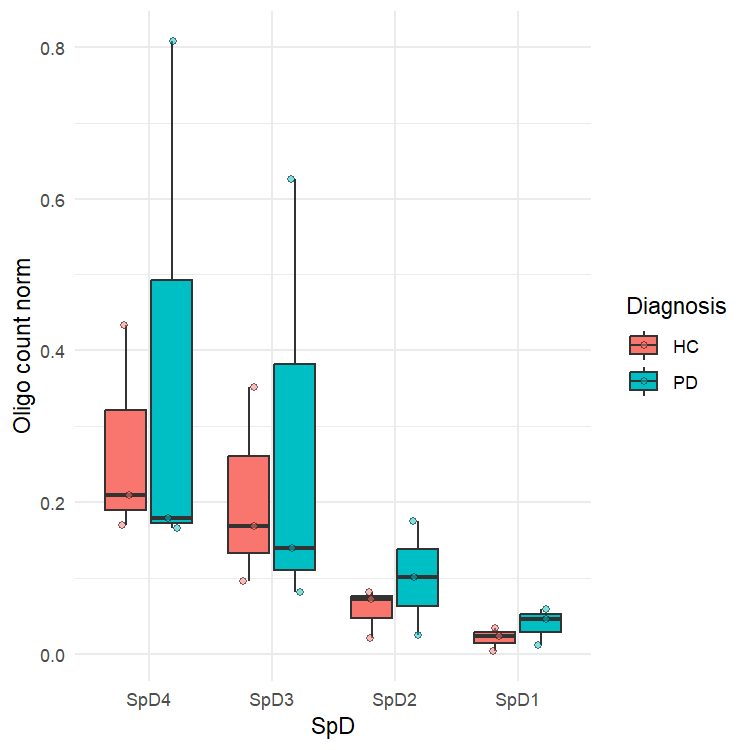 0.8
0.6
0.4
0.2
0.0
Oligo count norm
SpD4 SpD3 SpD2 SpD1
SpD
Diagnosis
HC
PD